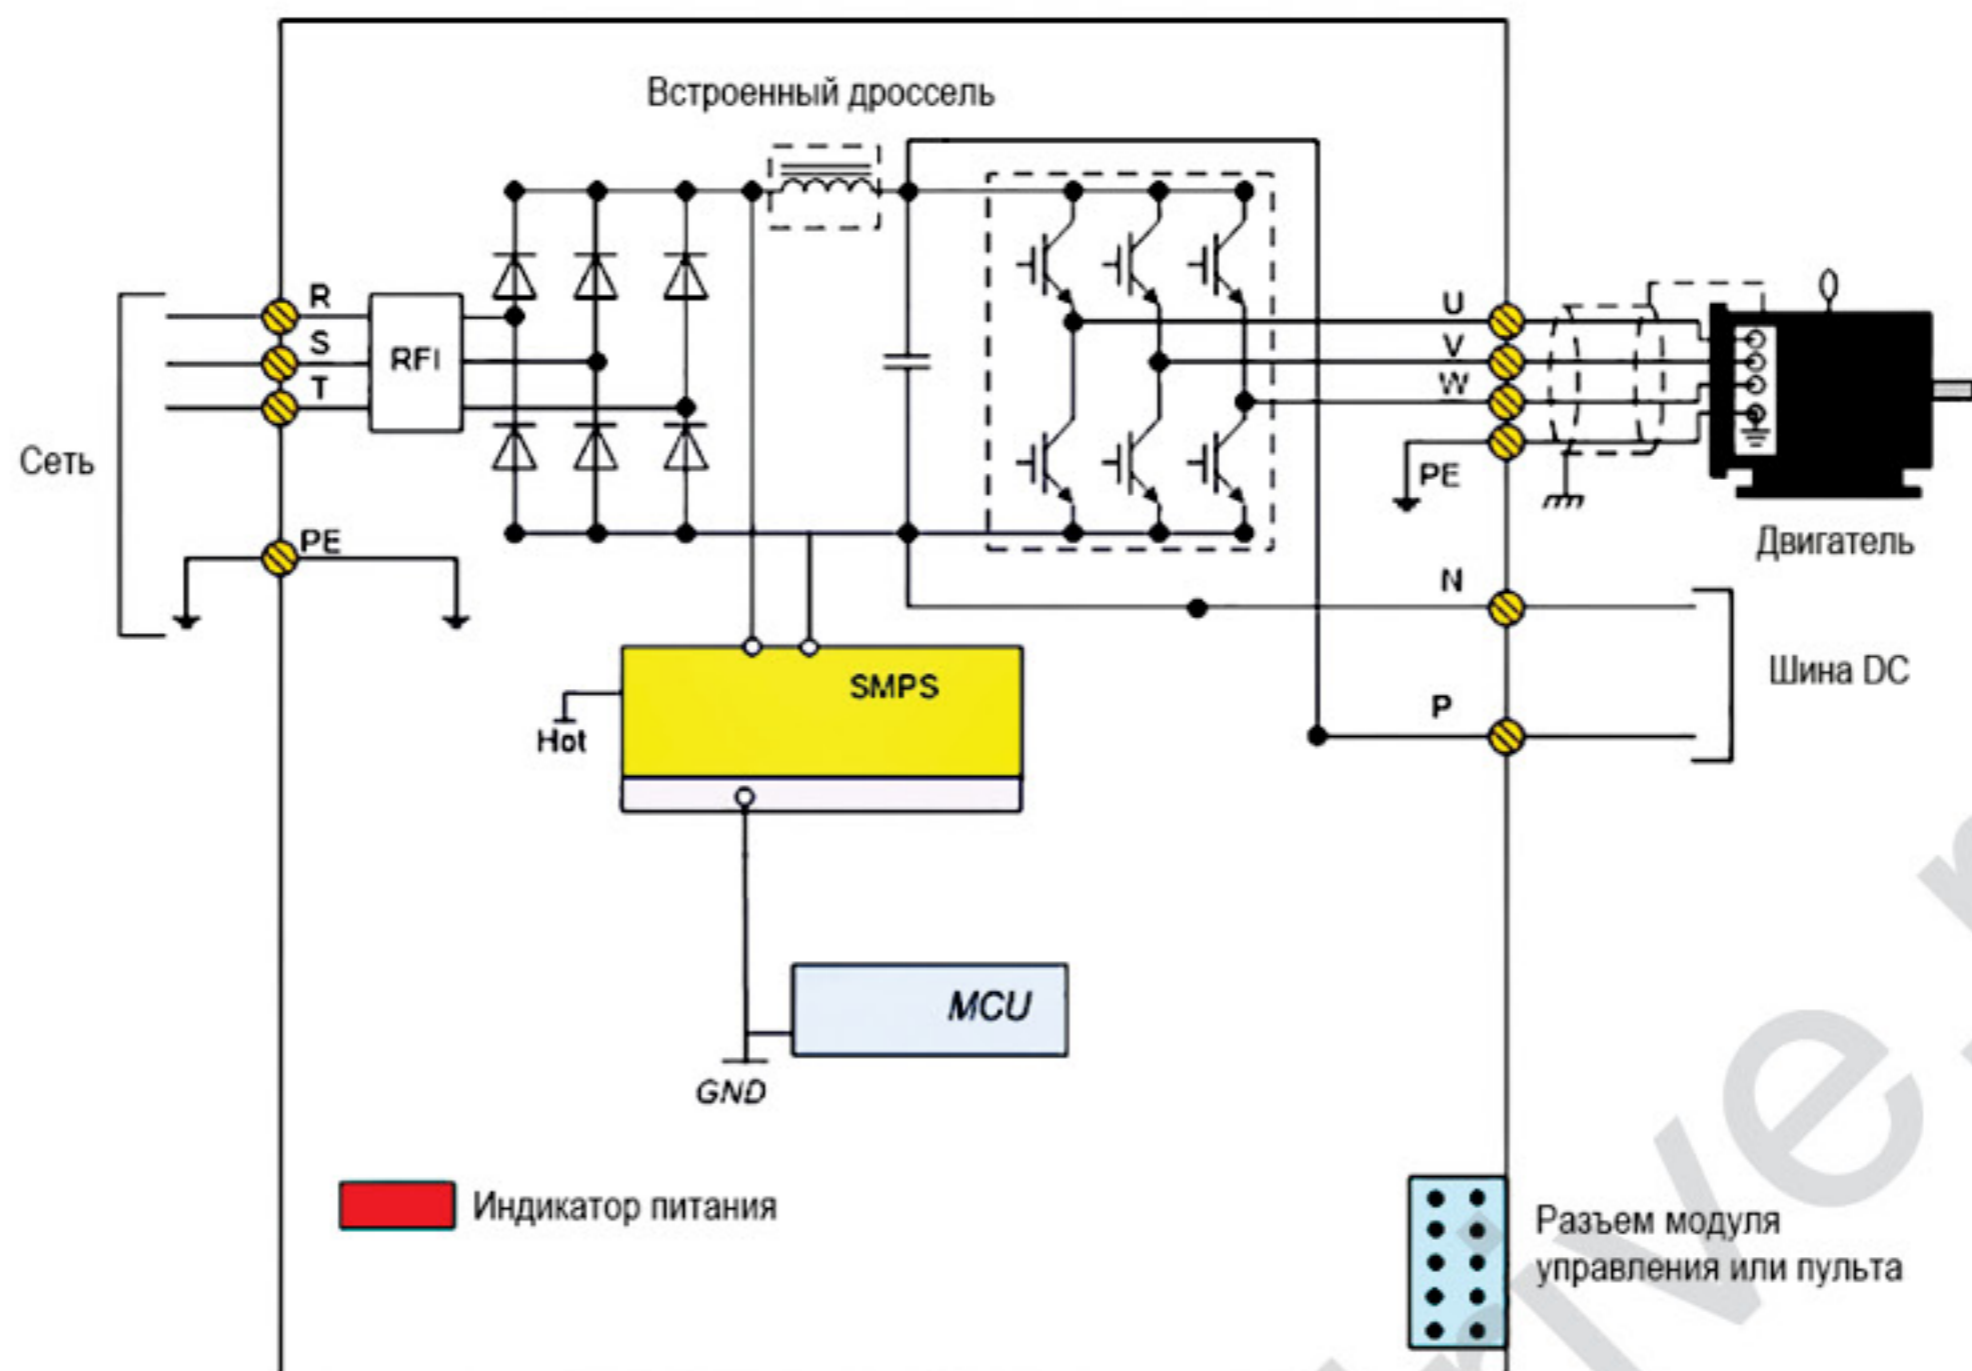 Встроенный дроссель
R
S
T
RFI
Сеть
PE
U
V
W
PE
Двигатель
N
Шина DC
P
SMPS
Hot
MCU
GND
Индикатор питания
Разъем модуля
управления или пульта